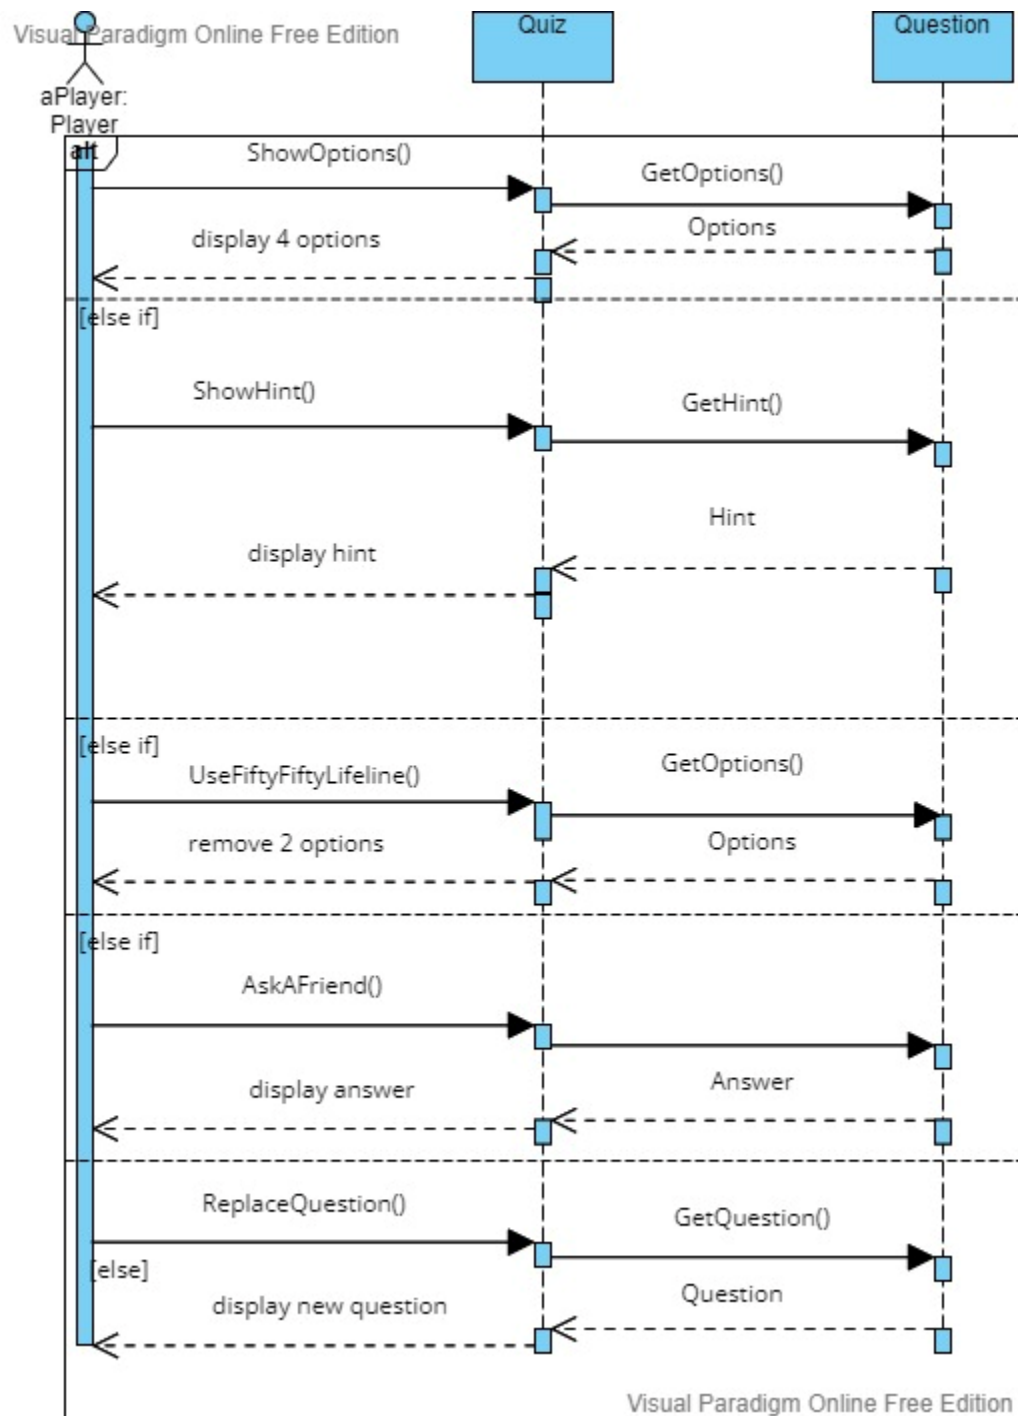 Visual Paradigm Online Free Edition
Quiz
Question
aPlayer:
Player
alt
ShowOptions()
GetOptions()
Options
display 4 options
[else if]
ShowHint()
GetHint()
Hint
display hint
[else if]
GetOptions()
UseFiftyFiftyLifeline()
Options
remove 2 options
[else if]
AskAFriend()
Answer
display answer
ReplaceQuestion()
GetQuestion()
[else]
Question
display new question
Visual Paradigm Online Free Edition